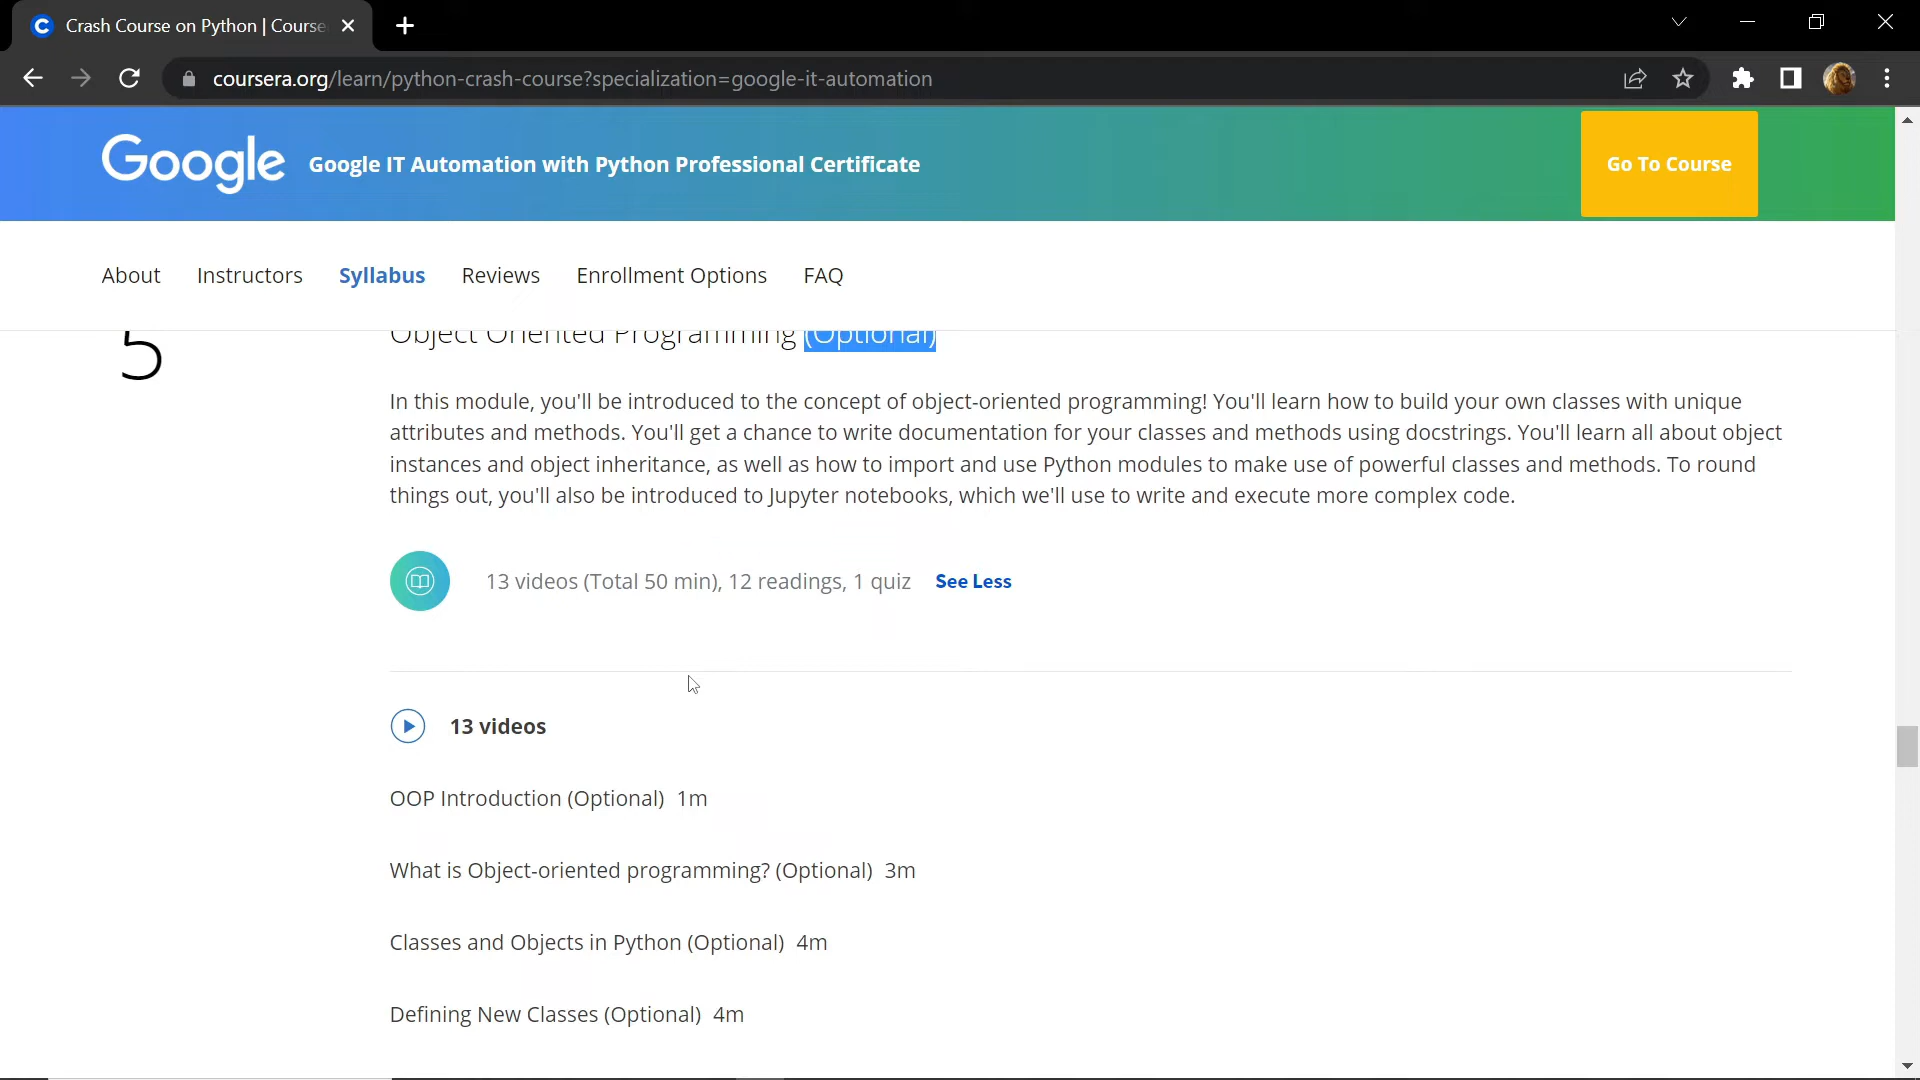 Crash Course on Python | Course
coursera.org/learn/python-crash-course?specialization=google-it-automation
Google
Google IT Automation with Python Professional Certificate
Go To Course
About
Instructors
Syllabus
Reviews
Enrollment Options
FAQ
5
Object Oriented Programming (Optional)
In this module, you'll be introduced to the concept of object-oriented programming! You'll learn how to build your own classes with unique
attributes and methods. You'll get a chance to write documentation for your classes and methods using docstrings. You'll learn all about object
instances and object inheritance, as well as how to import and use Python modules to make use of powerful classes and methods. To round
things out, you'll also be introduced to Jupyter notebooks, which we'll use to write and execute more complex code.
13 videos (Total 50 min), 12 readings, 1 quiz See Less
13 videos
OOP Introduction (Optional) 1m
What is Object-oriented programming? (Optional) 3m
Classes and Objects in Python (Optional) 4m
Defining New Classes (Optional) 4m